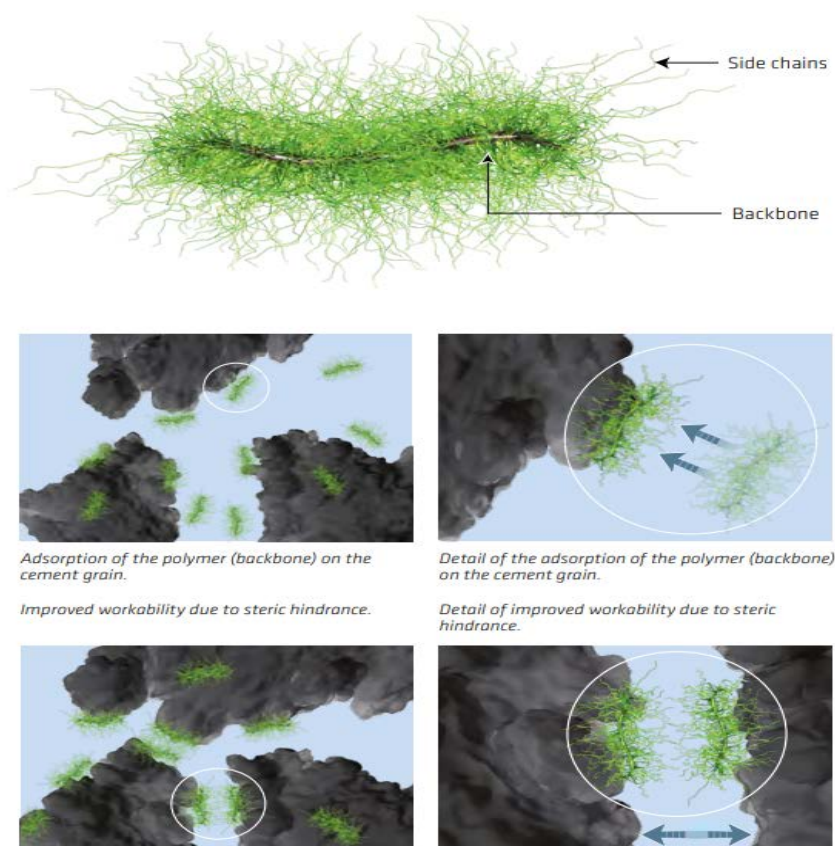 Side chains
Backbone
Adsorption of the polymer (backbone) on the
cement grain.
Detail of the adsorption of the polymer (backbone)
on the cement grain.
Improved workability due to steric hindrance.
Detail of improved workability due to steric
hindrance.